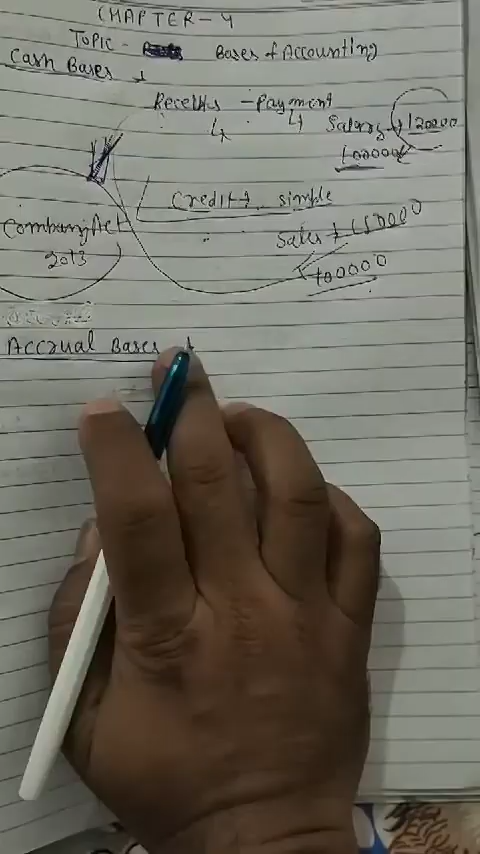 CHAPTER - 4
TOPIC - Bases of Accounting
Cash Bases
Receipts - Payment
Salary → 120000
100000
Credit → simple
Sales → 150000
100000
Company Act
2013
Accrual Bases